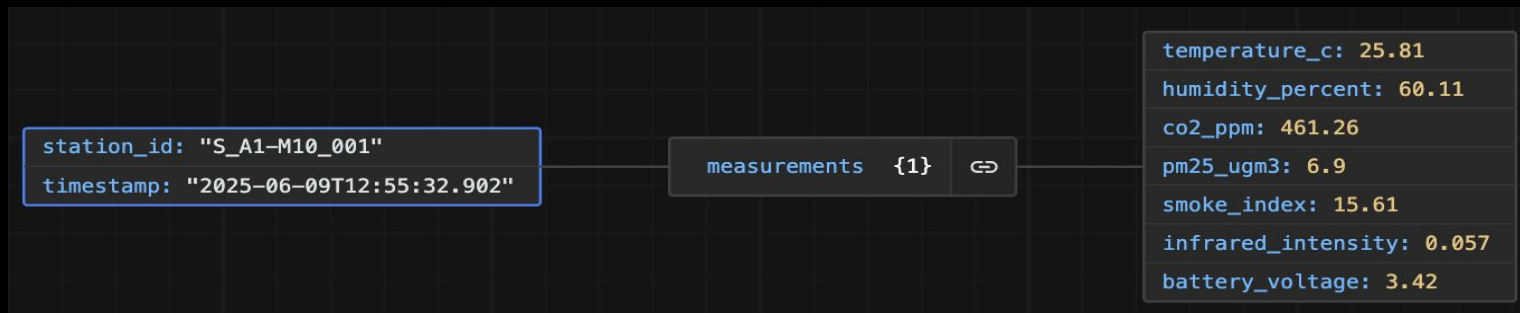 station_id: "S_A1-M10_001"
timestamp: "2025-06-09T12:55:32.902"
measurements {1}
temperature_c: 25.81
humidity_percent: 60.11
co2_ppm: 461.26
pm25_ugm3: 6.9
smoke_index: 15.61
infrared_intensity: 0.057
battery_voltage: 3.42